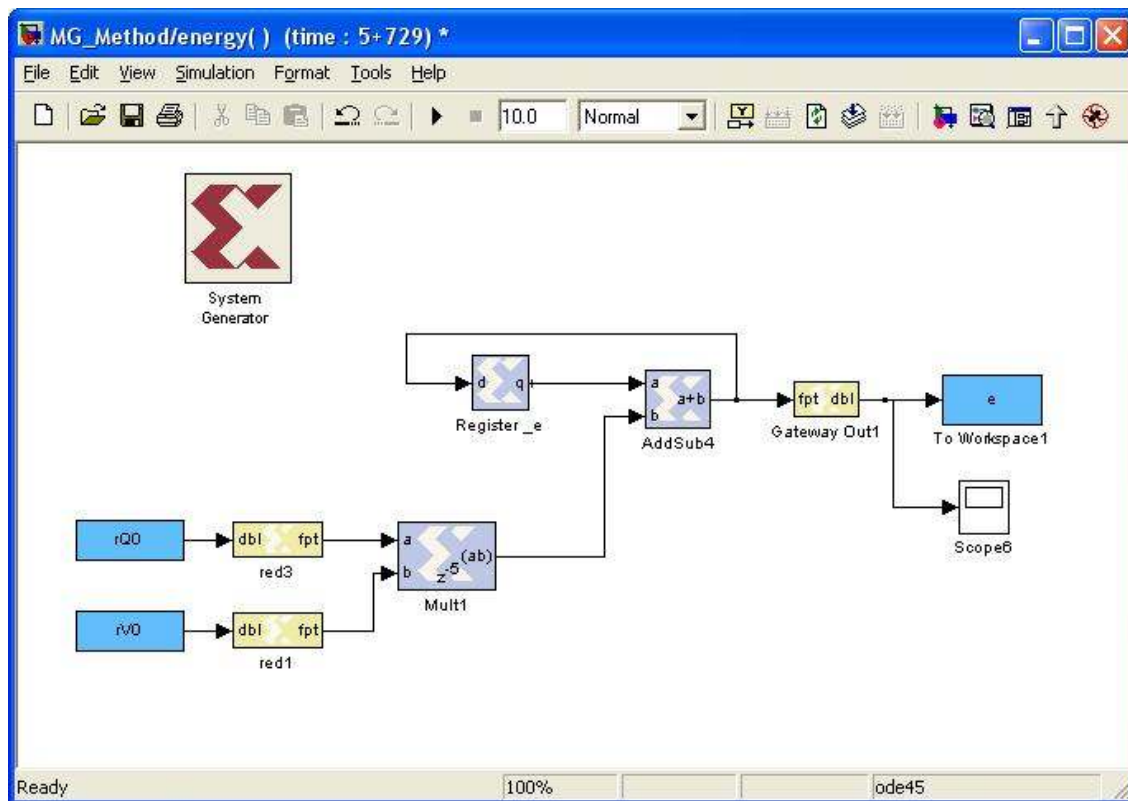 MG_Method/energy( ) (time : 5+729) *
File Edit View Simulation Format Tools Help
10.0 Normal
System
Generator
d q
Register _e
a
b
a+b
AddSub4
fpt dbl
Gateway Out1
e
To Workspace1
Scope6
rQ0
dbl fpt
red3
a
b
(ab)
z-5
Mult1
rV0
dbl fpt
red1
Ready 100% ode45